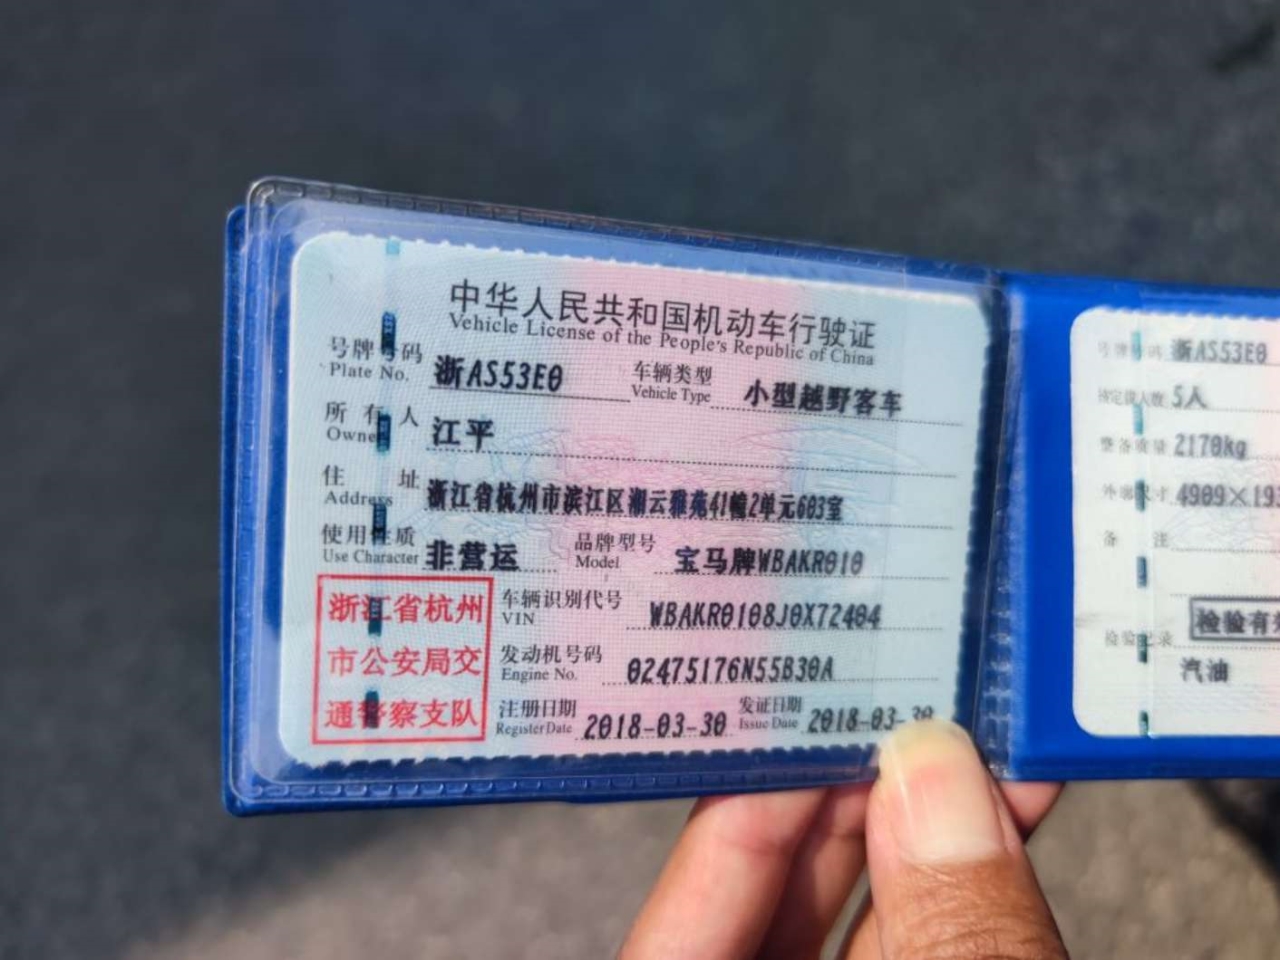 中华人民共和国机动车行驶证
Vehicle License of the People's Republic of China
号牌号码 浙AS53E0 车辆类型 小型越野客车
Plate No. Vehicle Type
所有人 江平
Owner
住址 浙江省杭州市滨江区湘云雅苑41幢2单元603室
Address
使用性质 非营运 品牌型号 宝马牌WBAKR010
Use Character Model
浙江省杭州
市公安局交
通警察支队
车辆识别代号 WBAKR0108J0X72404
VIN
发动机号码 02475176N55B30A
Engine No.
注册日期 2018-03-30 发证日期 2018-03-30
Register Date Issue Date
号牌号码 浙AS53E0
核定载人数 5人
整备质量 2170kg
外廓尺寸 4909×19
备注
检验有
检验记录
汽油